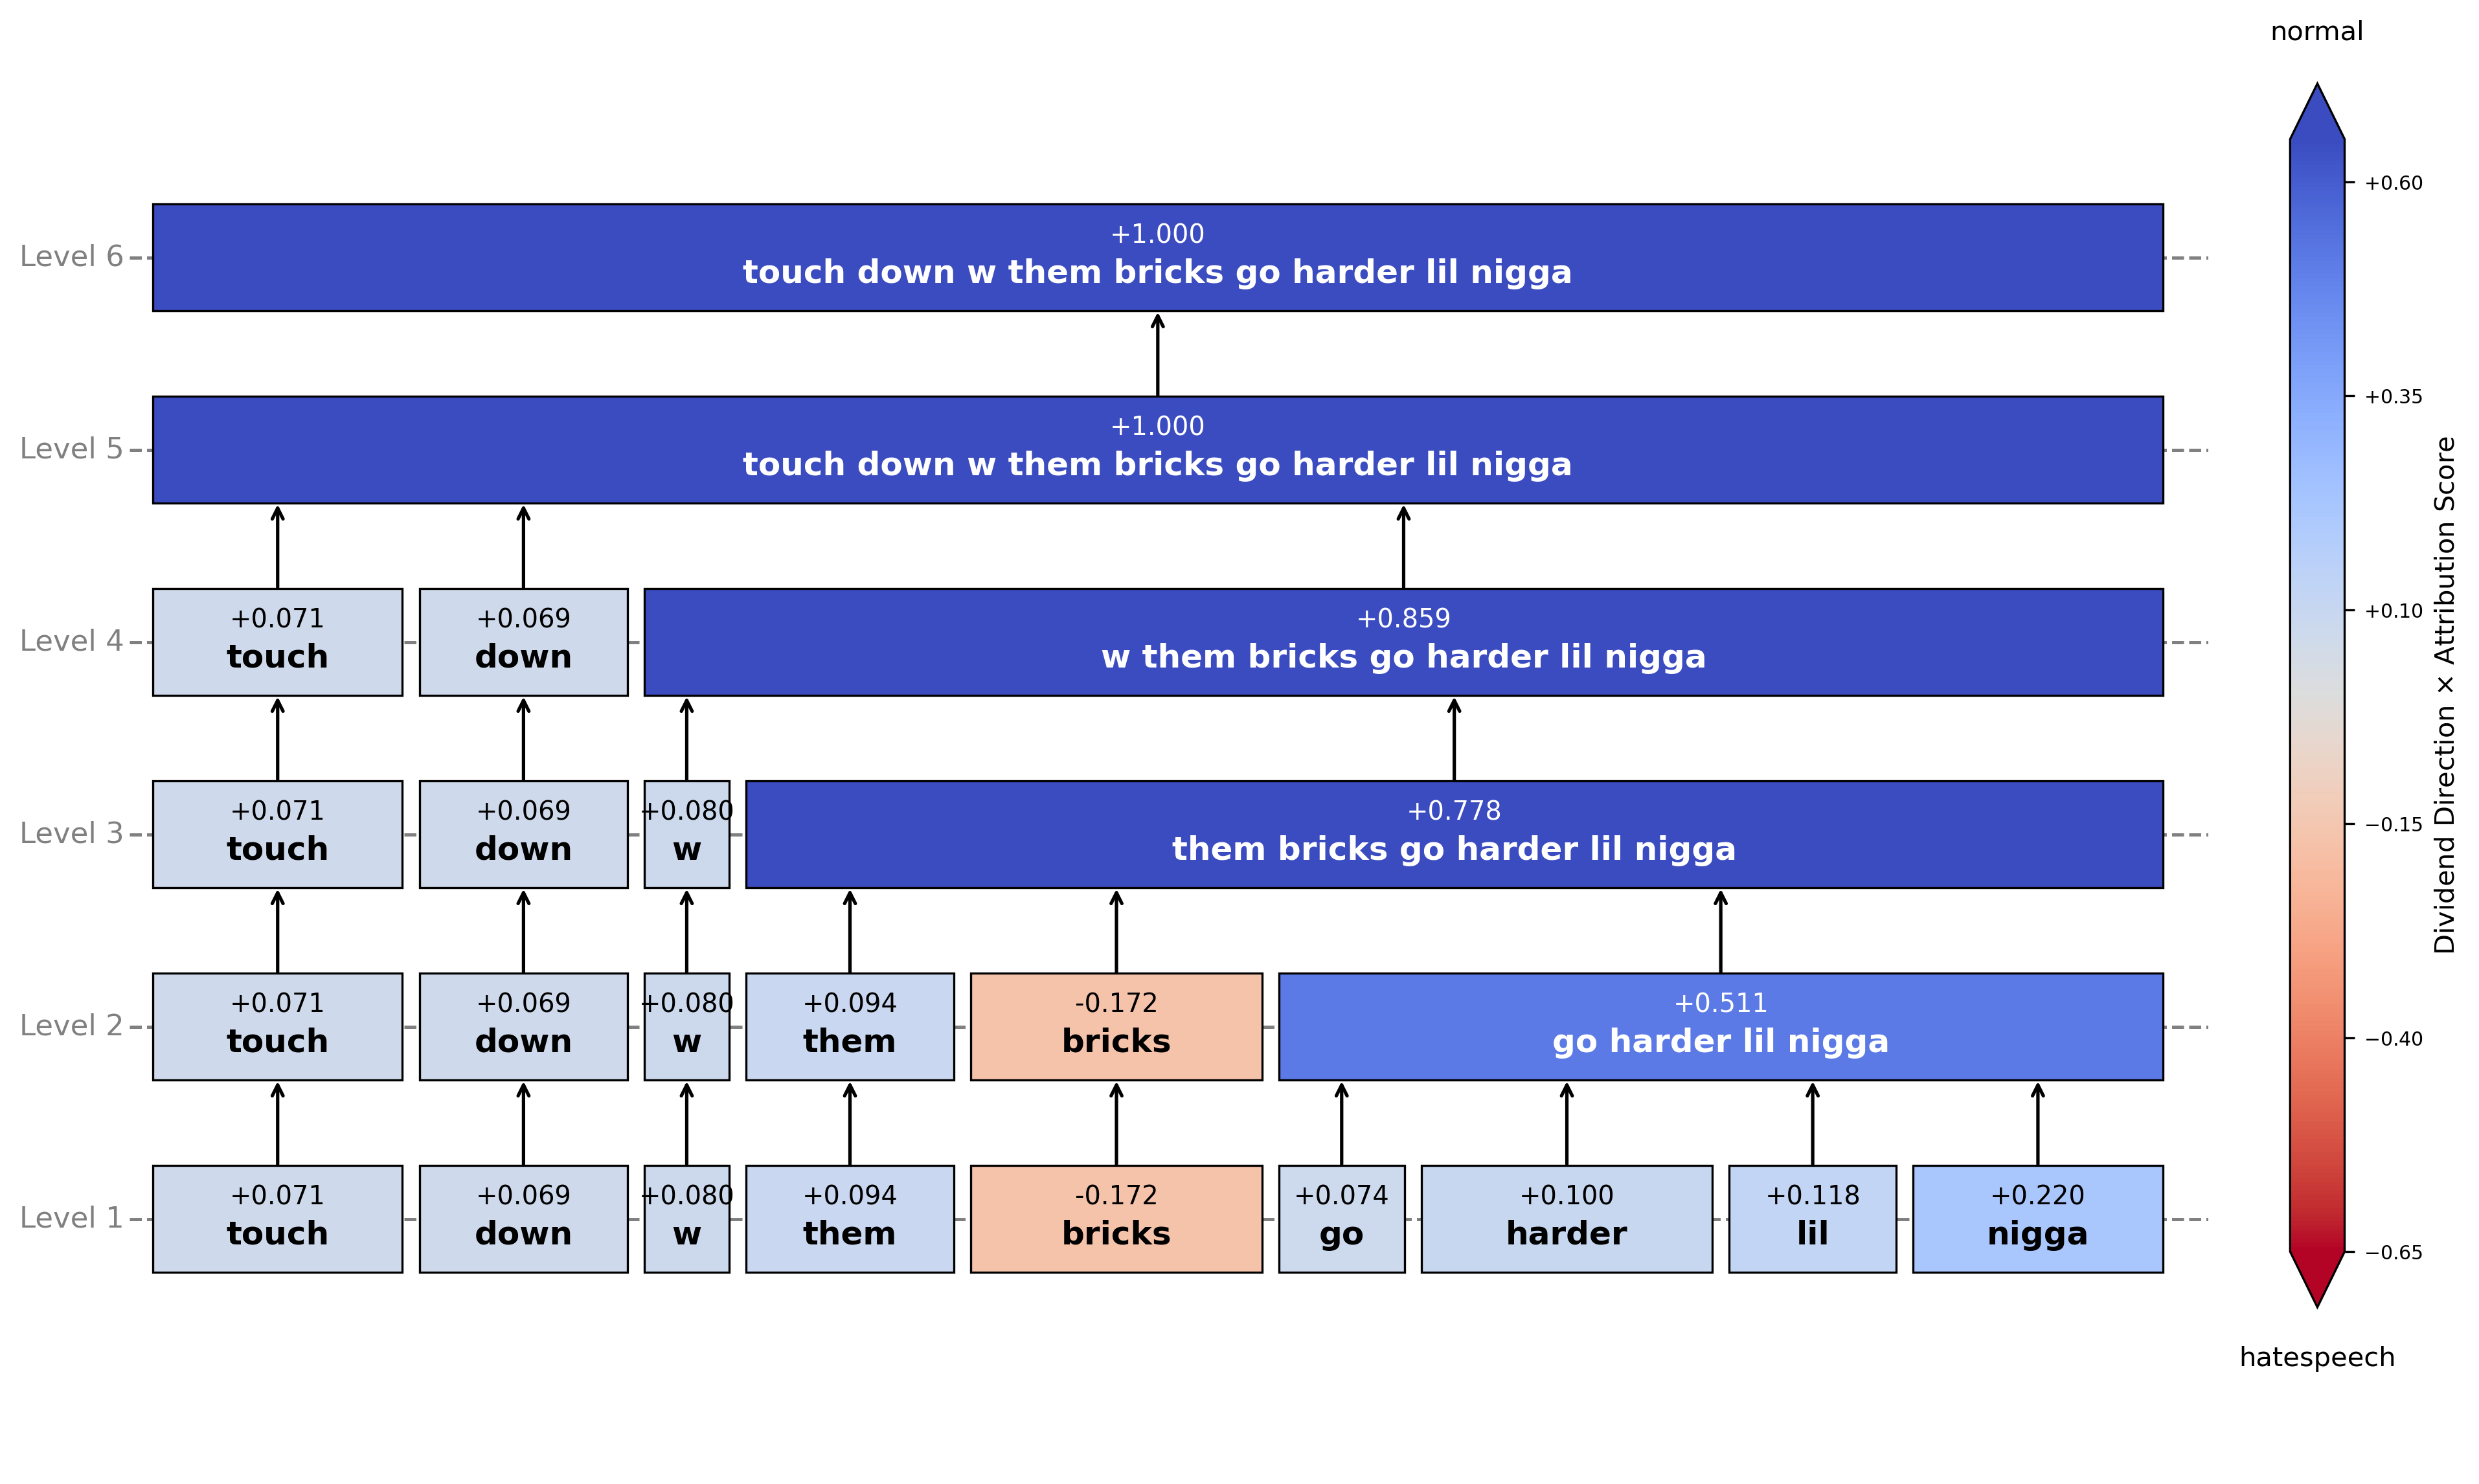 normal
Level 6
+1.000
touch down w them bricks go harder lil nigga
Level 5
+1.000
touch down w them bricks go harder lil nigga
Level 4
+0.071
touch
+0.069
down
+0.859
w them bricks go harder lil nigga
Level 3
+0.071
touch
+0.069
down
+0.080
w
+0.778
them bricks go harder lil nigga
Level 2
+0.071
touch
+0.069
down
+0.080
w
+0.094
them
-0.172
bricks
+0.511
go harder lil nigga
Level 1
+0.071
touch
+0.069
down
+0.080
w
+0.094
them
-0.172
bricks
+0.074
go
+0.100
harder
+0.118
lil
+0.220
nigga
+0.60
+0.35
+0.10
−0.15
−0.40
−0.65
Dividend Direction × Attribution Score
hatespeech